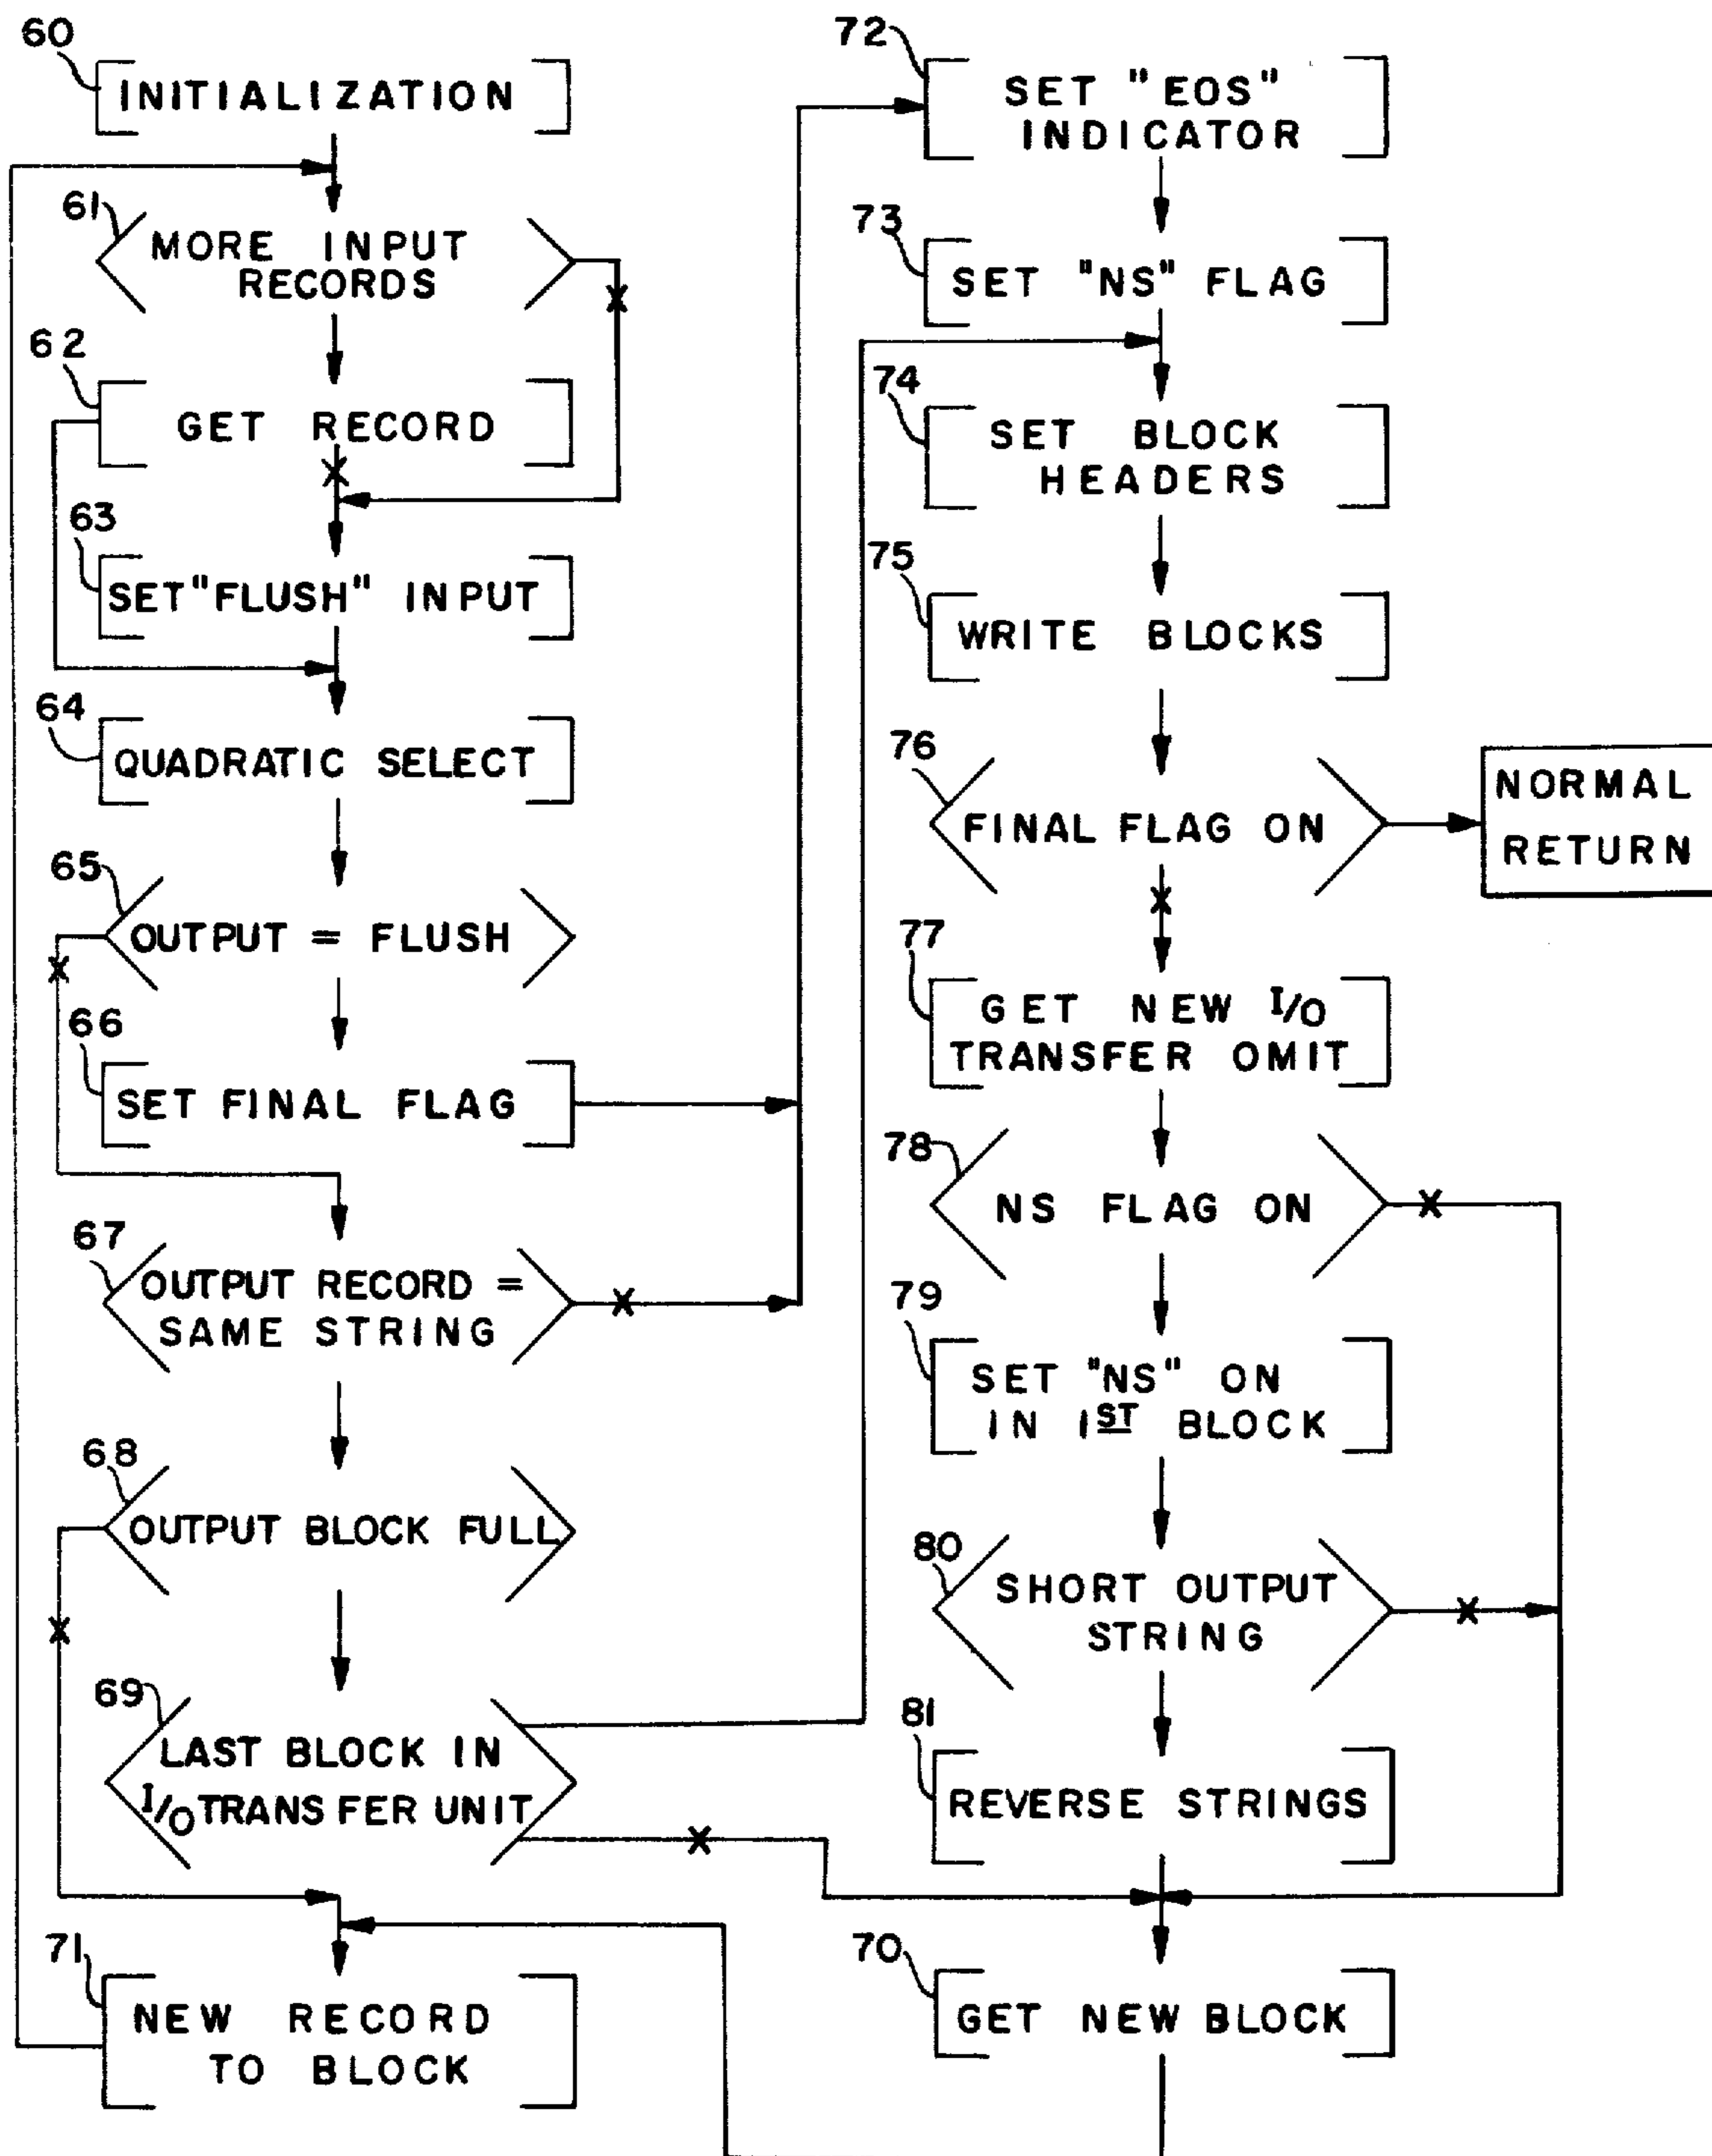 60
INITIALIZATION
61
MORE INPUT
RECORDS
62
GET RECORD
63
SET "FLUSH" INPUT
64
QUADRATIC SELECT
65
OUTPUT = FLUSH
66
SET FINAL FLAG
67
OUTPUT RECORD =
SAME STRING
68
OUTPUT BLOCK FULL
69
LAST BLOCK IN
I/O TRANSFER UNIT
71
NEW RECORD
TO BLOCK
72
SET "EOS"
INDICATOR
73
SET "NS" FLAG
74
SET BLOCK
HEADERS
75
WRITE BLOCKS
76
FINAL FLAG ON
NORMAL
RETURN
77
GET NEW I/O
TRANSFER OMIT
78
NS FLAG ON
79
SET "NS" ON
IN 1ST BLOCK
80
SHORT OUTPUT
STRING
81
REVERSE STRINGS
70
GET NEW BLOCK